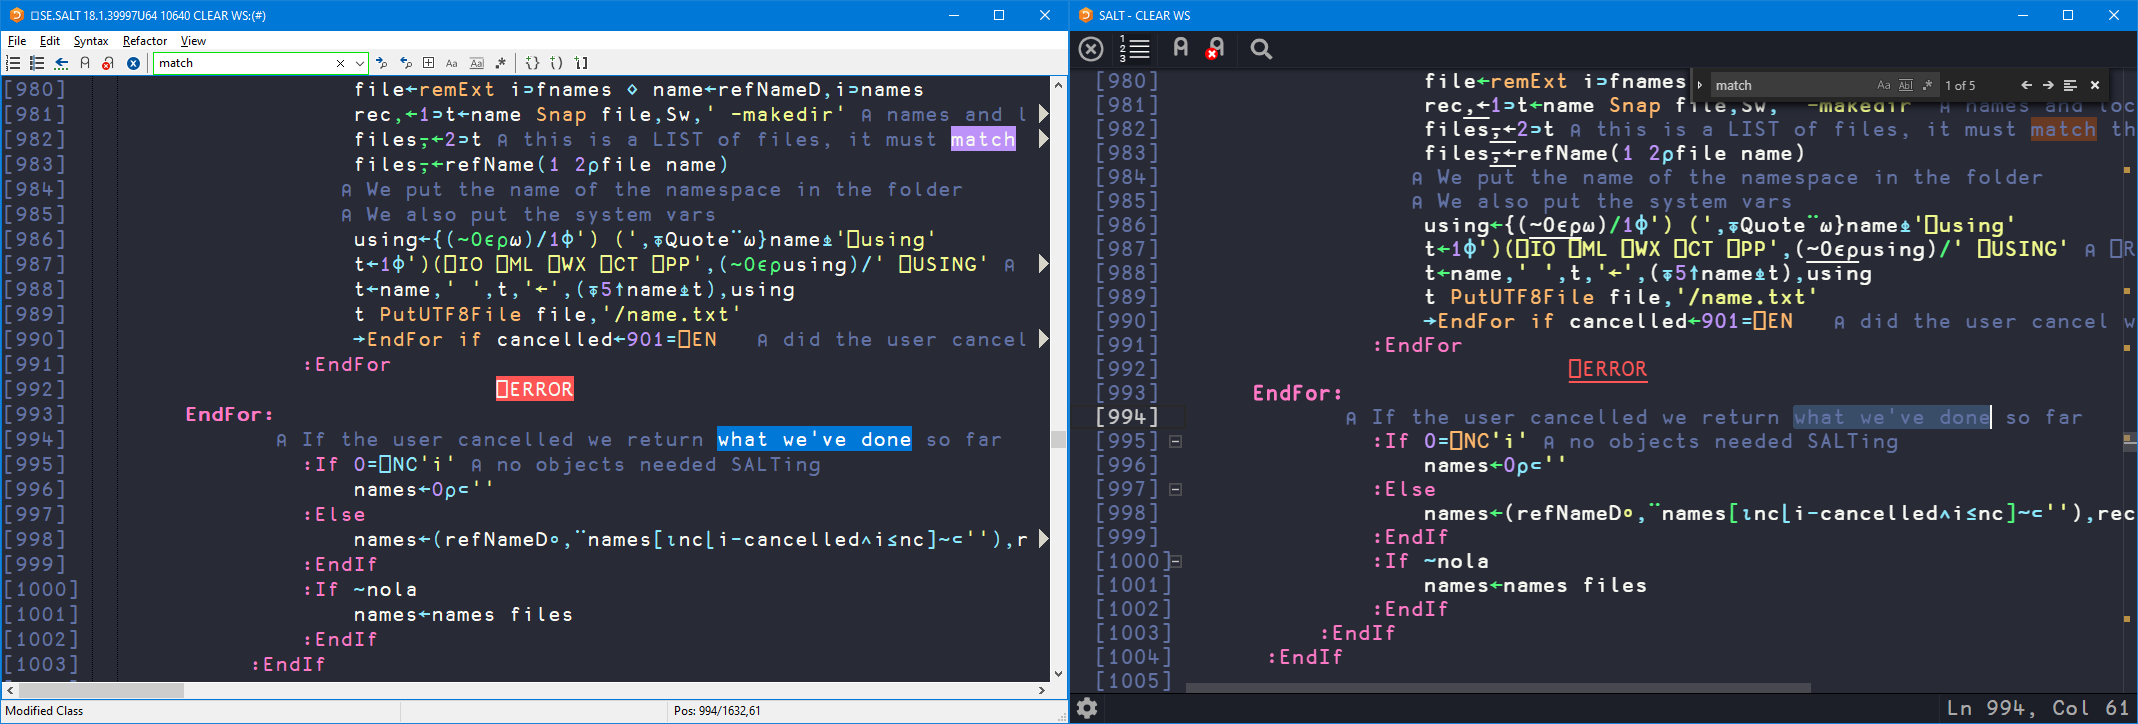 ⎕SE.SALT 18.1.39997U64 10640 CLEAR WS:(#)
File Edit Syntax Refactor View
match
[980] file←remExt i⊃fnames ⋄ name←refNameD,i⊃names
[981] rec,←1⊃t←name Snap file,Sw,' -makedir' ⍝ names and l
[982] files⍪←2⊃t ⍝ this is a LIST of files, it must match
[983] files⍪←refName(1 2⍴file name)
[984] ⍝ We put the name of the namespace in the folder
[985] ⍝ We also put the system vars
[986] using←{(~0∊⍴⍵)/1⌽') (',⍕Quote¨⍵}name⍎'⎕using'
[987] t←1⌽')(⎕IO ⎕ML ⎕WX ⎕CT ⎕PP',(~0∊⍴using)/' ⎕USING' ⍝
[988] t←name,' ',t,'←',(⍕5↑name⍎t),using
[989] t PutUTF8File file,'/name.txt'
[990] →EndFor if cancelled←901=⎕EN ⍝ did the user cancel
[991] :EndFor
[992] ⎕ERROR
[993] EndFor:
[994] ⍝ If the user cancelled we return what we've done so far
[995] :If 0=⎕NC'i' ⍝ no objects needed SALTing
[996] names←0⍴⊂''
[997] :Else
[998] names←(refNameD∘,¨names[⍳nc⌊i-cancelled∧i≤nc]~⊂''),r
[999] :EndIf
[1000] :If ~nola
[1001] names←names files
[1002] :EndIf
[1003] :EndIf
Modified Class
Pos: 994/1632,61
SALT - CLEAR WS
match 1 of 5
[980] file←remExt i⊃fnames
[981] rec,←1⊃t←name Snap file,Sw,' -makedir' ⍝ names and loc
[982] files⍪←2⊃t ⍝ this is a LIST of files, it must match th
[983] files⍪←refName(1 2⍴file name)
[984] ⍝ We put the name of the namespace in the folder
[985] ⍝ We also put the system vars
[986] using←{(~0∊⍴⍵)/1⌽') (',⍕Quote¨⍵}name⍎'⎕using'
[987] t←1⌽')(⎕IO ⎕ML ⎕WX ⎕CT ⎕PP',(~0∊⍴using)/' ⎕USING' ⍝ ⎕R
[988] t←name,' ',t,'←',(⍕5↑name⍎t),using
[989] t PutUTF8File file,'/name.txt'
[990] →EndFor if cancelled←901=⎕EN ⍝ did the user cancel w
[991] :EndFor
[992] ⎕ERROR
[993] EndFor:
[994] ⍝ If the user cancelled we return what we've done so far
[995] :If 0=⎕NC'i' ⍝ no objects needed SALTing
[996] names←0⍴⊂''
[997] :Else
[998] names←(refNameD∘,¨names[⍳nc⌊i-cancelled∧i≤nc]~⊂''),rec
[999] :EndIf
[1000] :If ~nola
[1001] names←names files
[1002] :EndIf
[1003] :EndIf
[1004] :EndIf
[1005]
Ln 994, Col 61